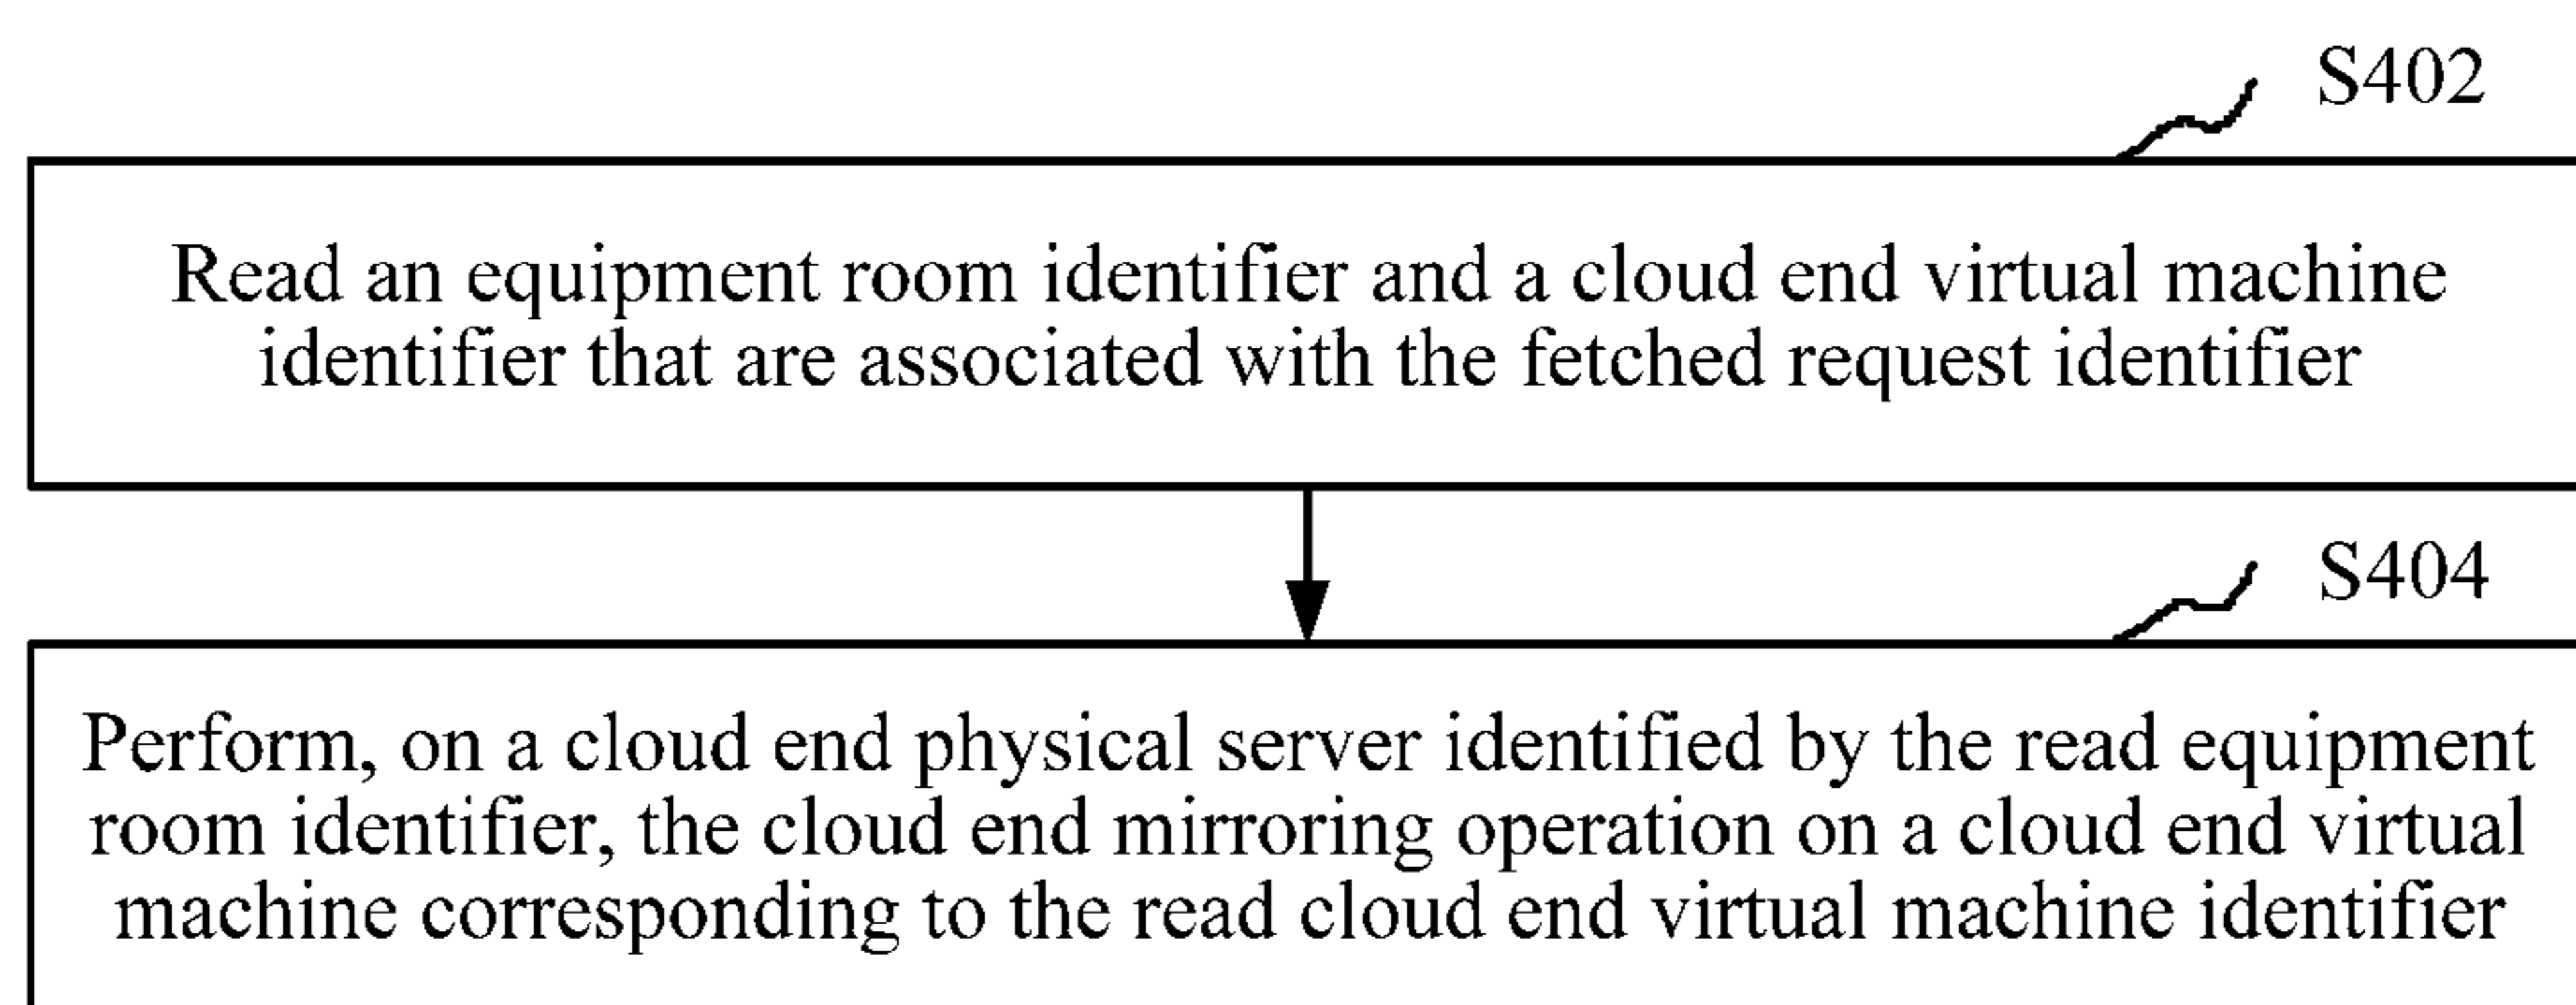 S402
Read an equipment room identifier and a cloud end virtual machine
identifier that are associated with the fetched request identifier
S404
Perform, on a cloud end physical server identified by the read equipment
room identifier, the cloud end mirroring operation on a cloud end virtual
machine corresponding to the read cloud end virtual machine identifier